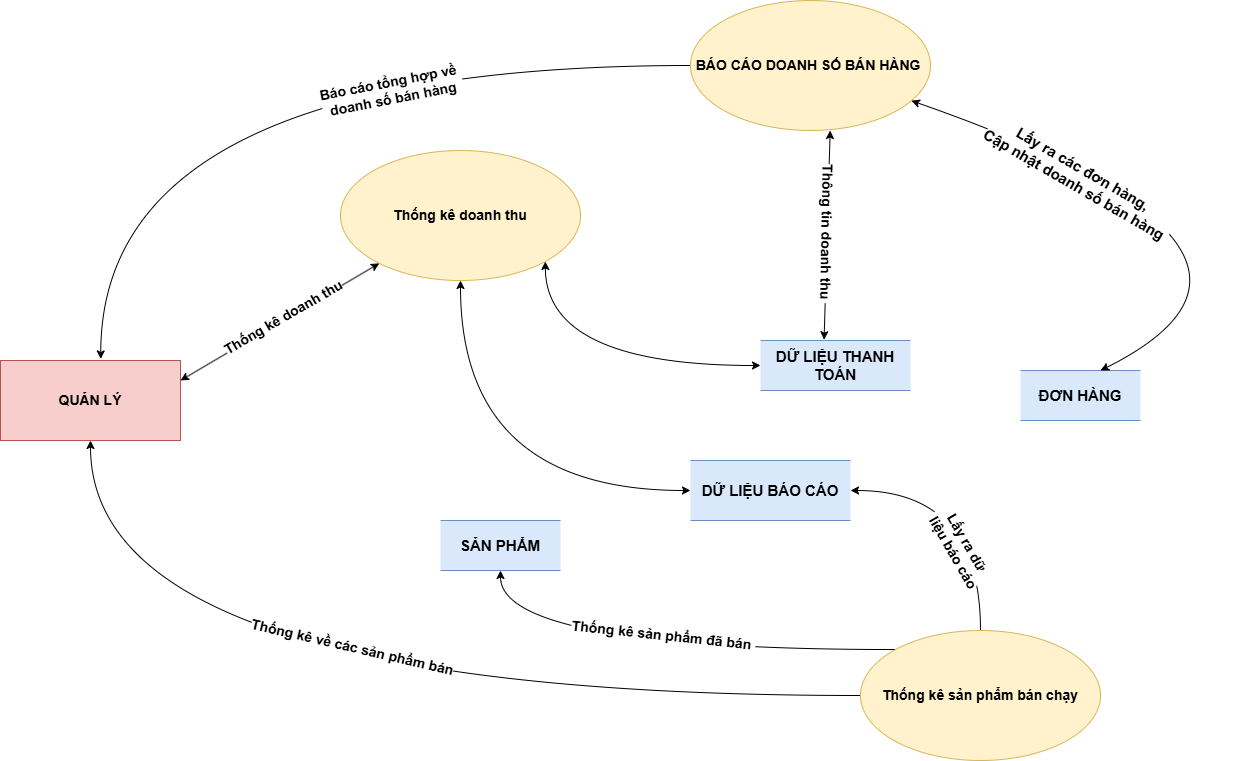 BÁO CÁO DOANH SỐ BÁN HÀNG
Báo cáo tổng hợp về
doanh số bán hàng
Lấy ra các đơn hàng,
Cập nhật doanh số bán hàng
Thống kê doanh thu
Thông tin doanh thu
Thống kê doanh thu
DỮ LIỆU THANH
TOÁN
QUẢN LÝ
ĐƠN HÀNG
DỮ LIỆU BÁO CÁO
SẢN PHẨM
Lấy ra dữ
liệu báo cáo
Thống kê sản phẩm đã bán
Thống kê về các sản phẩm bán
Thống kê sản phẩm bán chạy